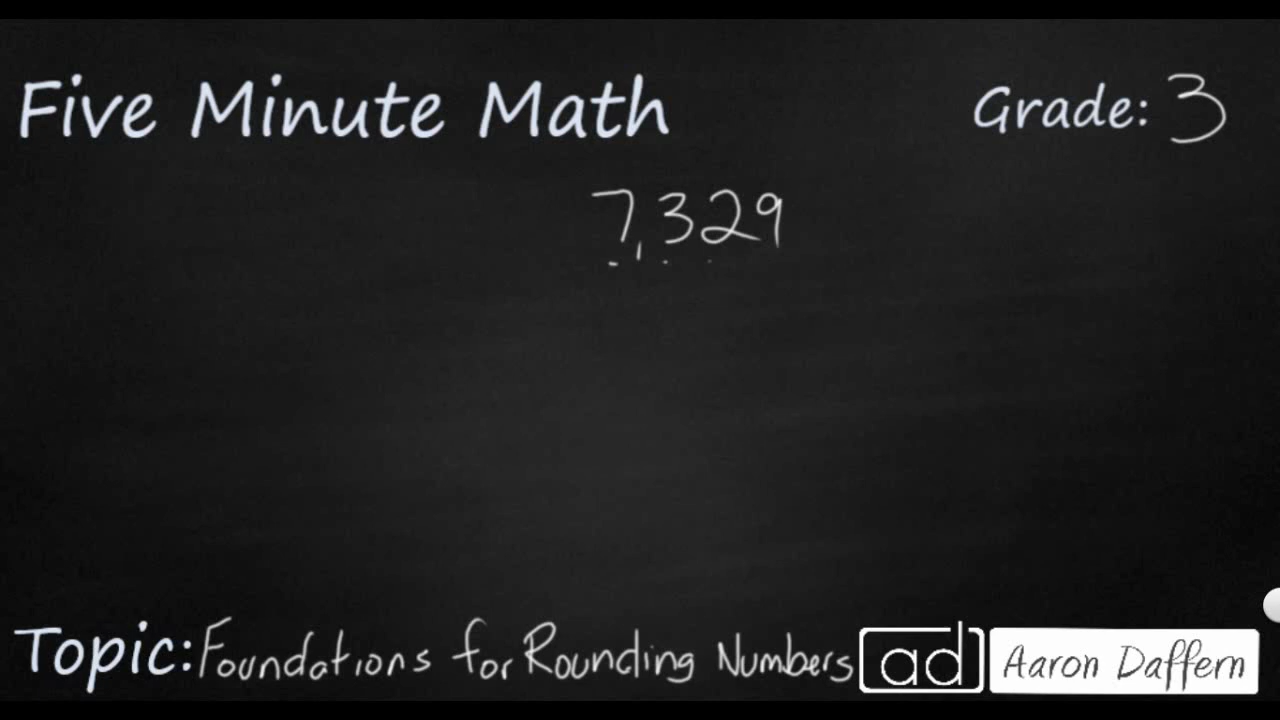 Five Minute Math Grade: 3
7,329
Topic: Foundations for Rounding Numbers ad Aaron Daffern